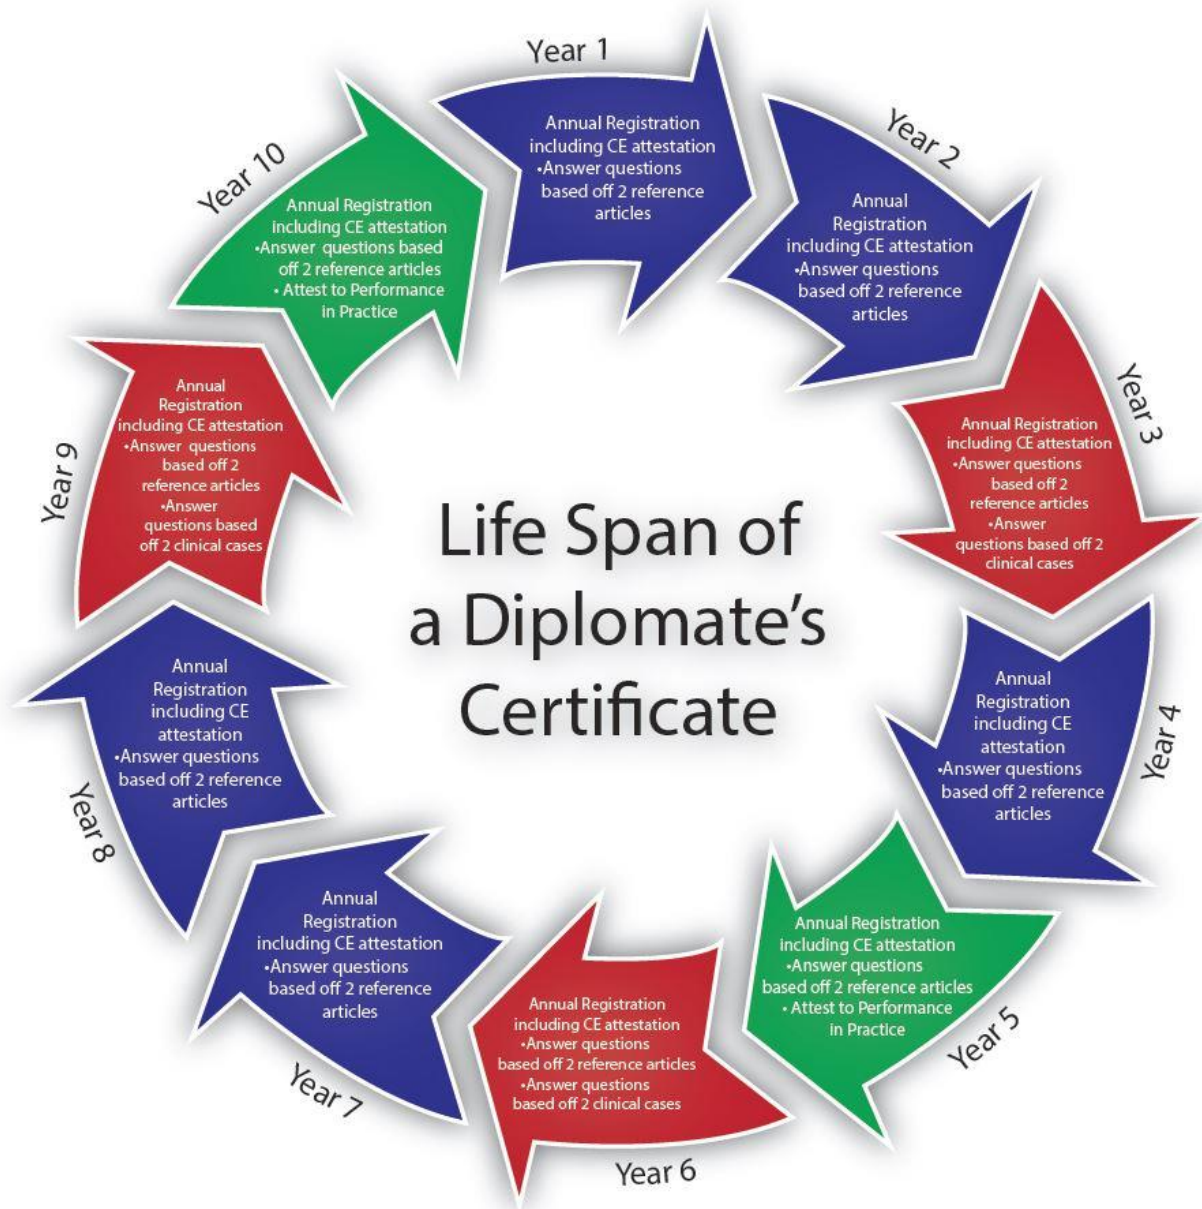 Life Span of
a Diplomate's
Certificate
Year 1
Annual Registration
including CE attestation
•Answer questions
based off 2 reference
articles
Year 2
Annual
Registration
including CE attestation
•Answer questions
based off 2 reference
articles
Year 3
Annual Registration
including CE attestation
•Answer questions
based off 2
reference articles
•Answer
questions based off 2
clinical cases
Year 4
Annual
Registration
including CE
attestation
•Answer questions
based off 2 reference
articles
Year 5
Annual Registration
including CE attestation
•Answer questions
based off 2 reference articles
• Attest to Performance
in Practice
Year 6
Annual Registration
including CE attestation
•Answer questions
based off 2 reference articles
•Answer questions
based off 2 clinical cases
Year 7
Annual
Registration
including CE attestation
•Answer questions
based off 2 reference
articles
Year 8
Annual
Registration
including CE
attestation
•Answer questions
based off 2 reference
articles
Year 9
Annual
Registration
including CE attestation
•Answer questions
based off 2
reference articles
•Answer
questions based
off 2 clinical cases
Year 10
Annual Registration
including CE attestation
•Answer questions based
off 2 reference articles
• Attest to Performance
in Practice